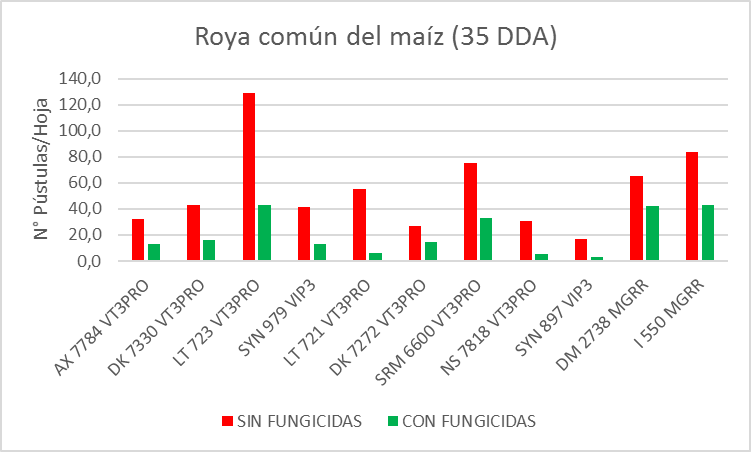 Roya común del maíz (35 DDA)
N° Pústulas/Hoja
140,0
120,0
100,0
80,0
60,0
40,0
20,0
0,0
AX 7784 VT3PRO
DK 7330 VT3PRO
LT 723 VT3PRO
SYN 979 VIP3
LT 721 VT3PRO
DK 7272 VT3PRO
SRM 6600 VT3PRO
NS 7818 VT3PRO
SYN 897 VIP3
DM 2738 MGRR
I 550 MGRR
SIN FUNGICIDAS CON FUNGICIDAS